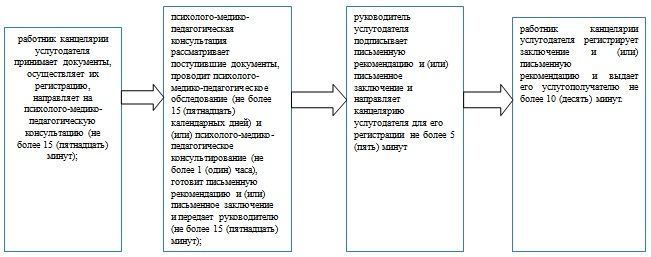 работник канцелярии
услугодателя
принимает документы,
осуществляет их
регистрацию,
направляет на
психолого-медико-
педагогическую
консультацию (не
более 15 (пятнадцать)
минут);
психолого-медико-
педагогическая
консультация
рассматривает
поступившие документы,
проводит психолого-
медико-педагогическое
обследование (не более
15 (пятнадцать)
календарных дней) и
(или) психолого-медико-
педагогическое
консультирование (не
более 1 (один) часа),
готовит письменную
рекомендацию и (или)
письменное заключение
и передает руководителю
(не более 15 (пятнадцать)
минут);
руководитель
услугодателя
подписывает
письменную
рекомендацию и (или)
письменное
заключение и
направляет
канцелярию
услугодателя для его
регистрации не более 5
(пять) минут
работник канцелярии
услугодателя регистрирует
заключение и (или)
письменную
рекомендацию и выдает
его услугополучателю не
более 10 (десять) минут.